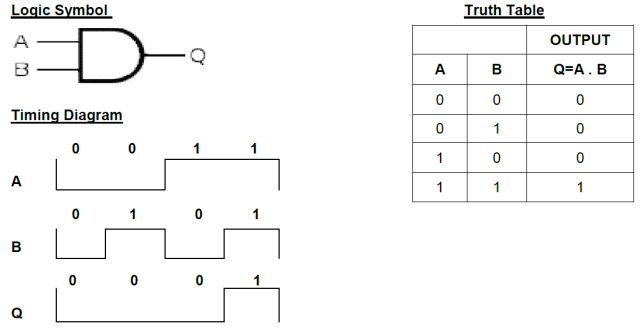 Logic Symbol
A
B
Q
Timing Diagram
0 0 1 1
A
0 1 0 1
B
0 0 0 1
Q
Truth Table
OUTPUT
A B Q=A . B
0 0 0
0 1 0
1 0 0
1 1 1